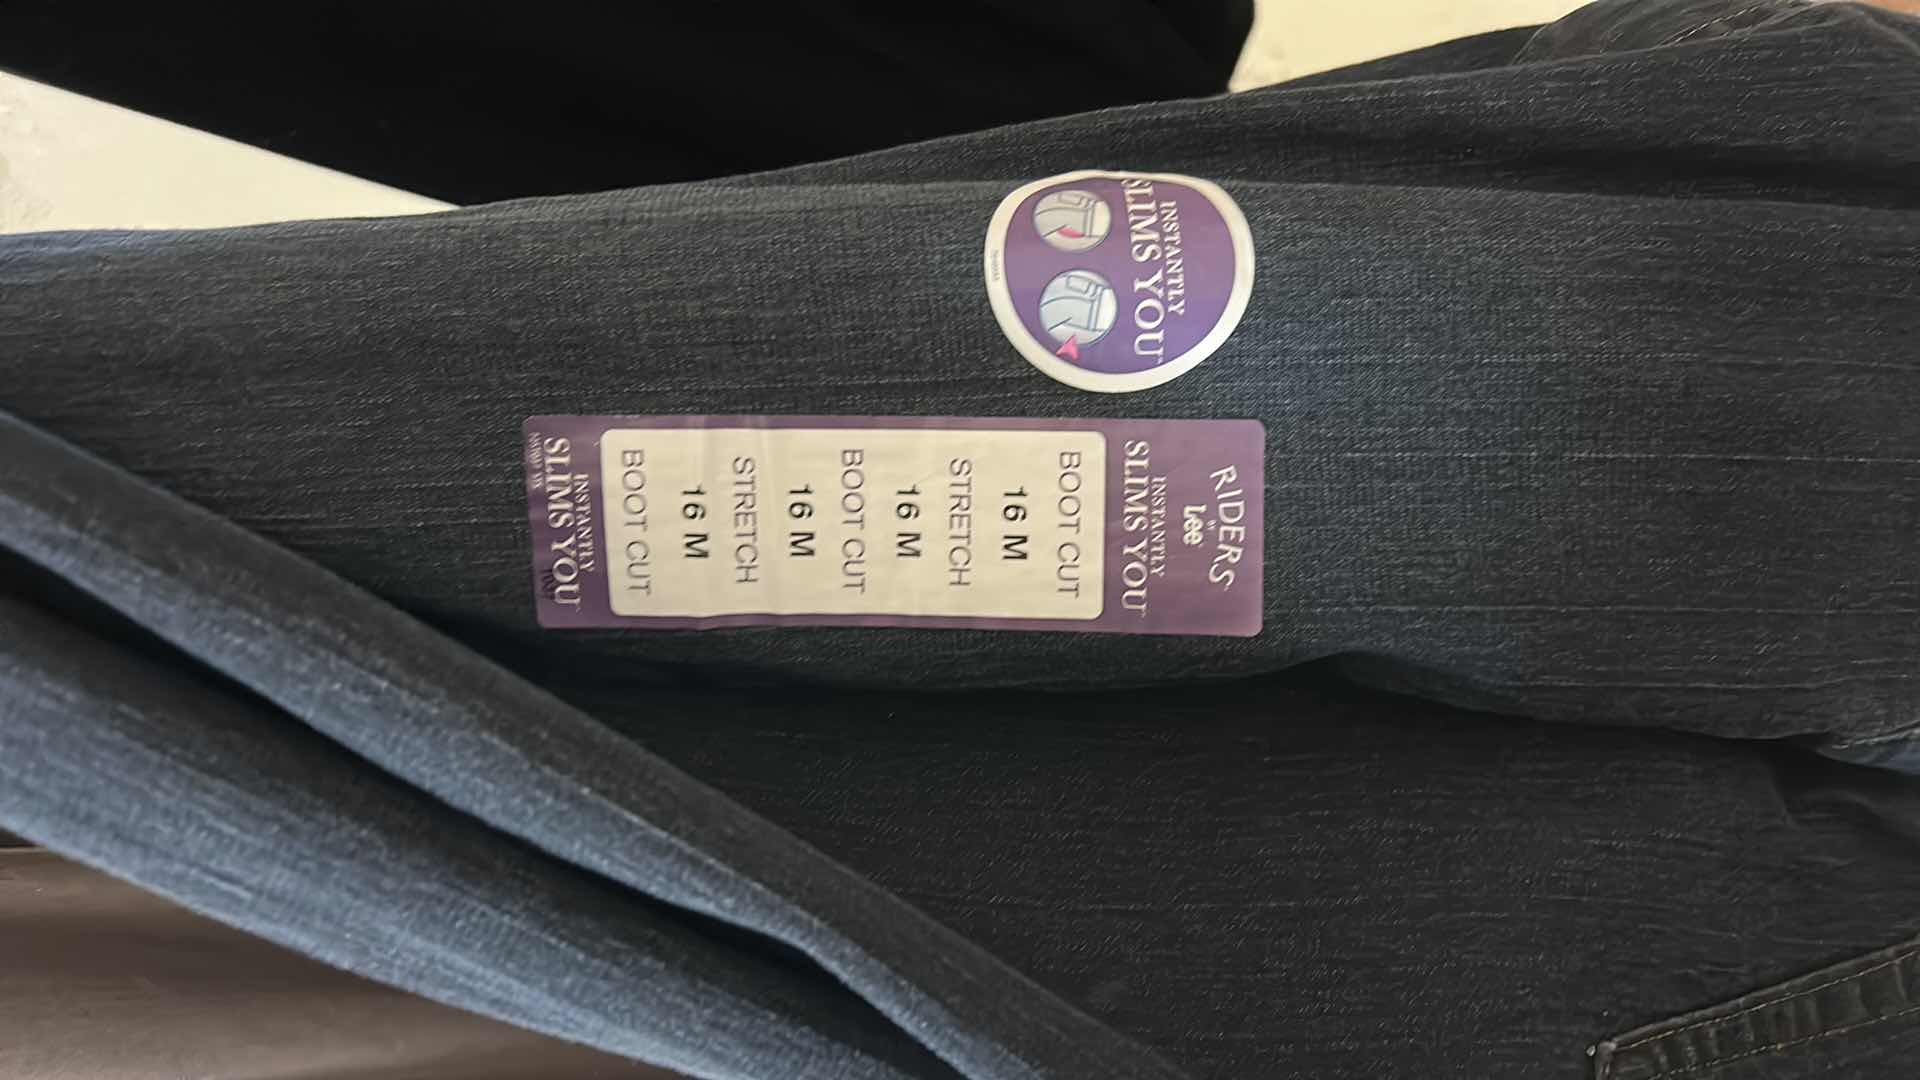 INSTANTLY
SLIMS YOU
RIDERS
BY
Lee
INSTANTLY
SLIMS YOU
BOOT CUT
16 M
STRETCH
16 M
BOOT CUT
16 M
STRETCH
16 M
BOOT CUT
INSTANTLY
SLIMS YOU